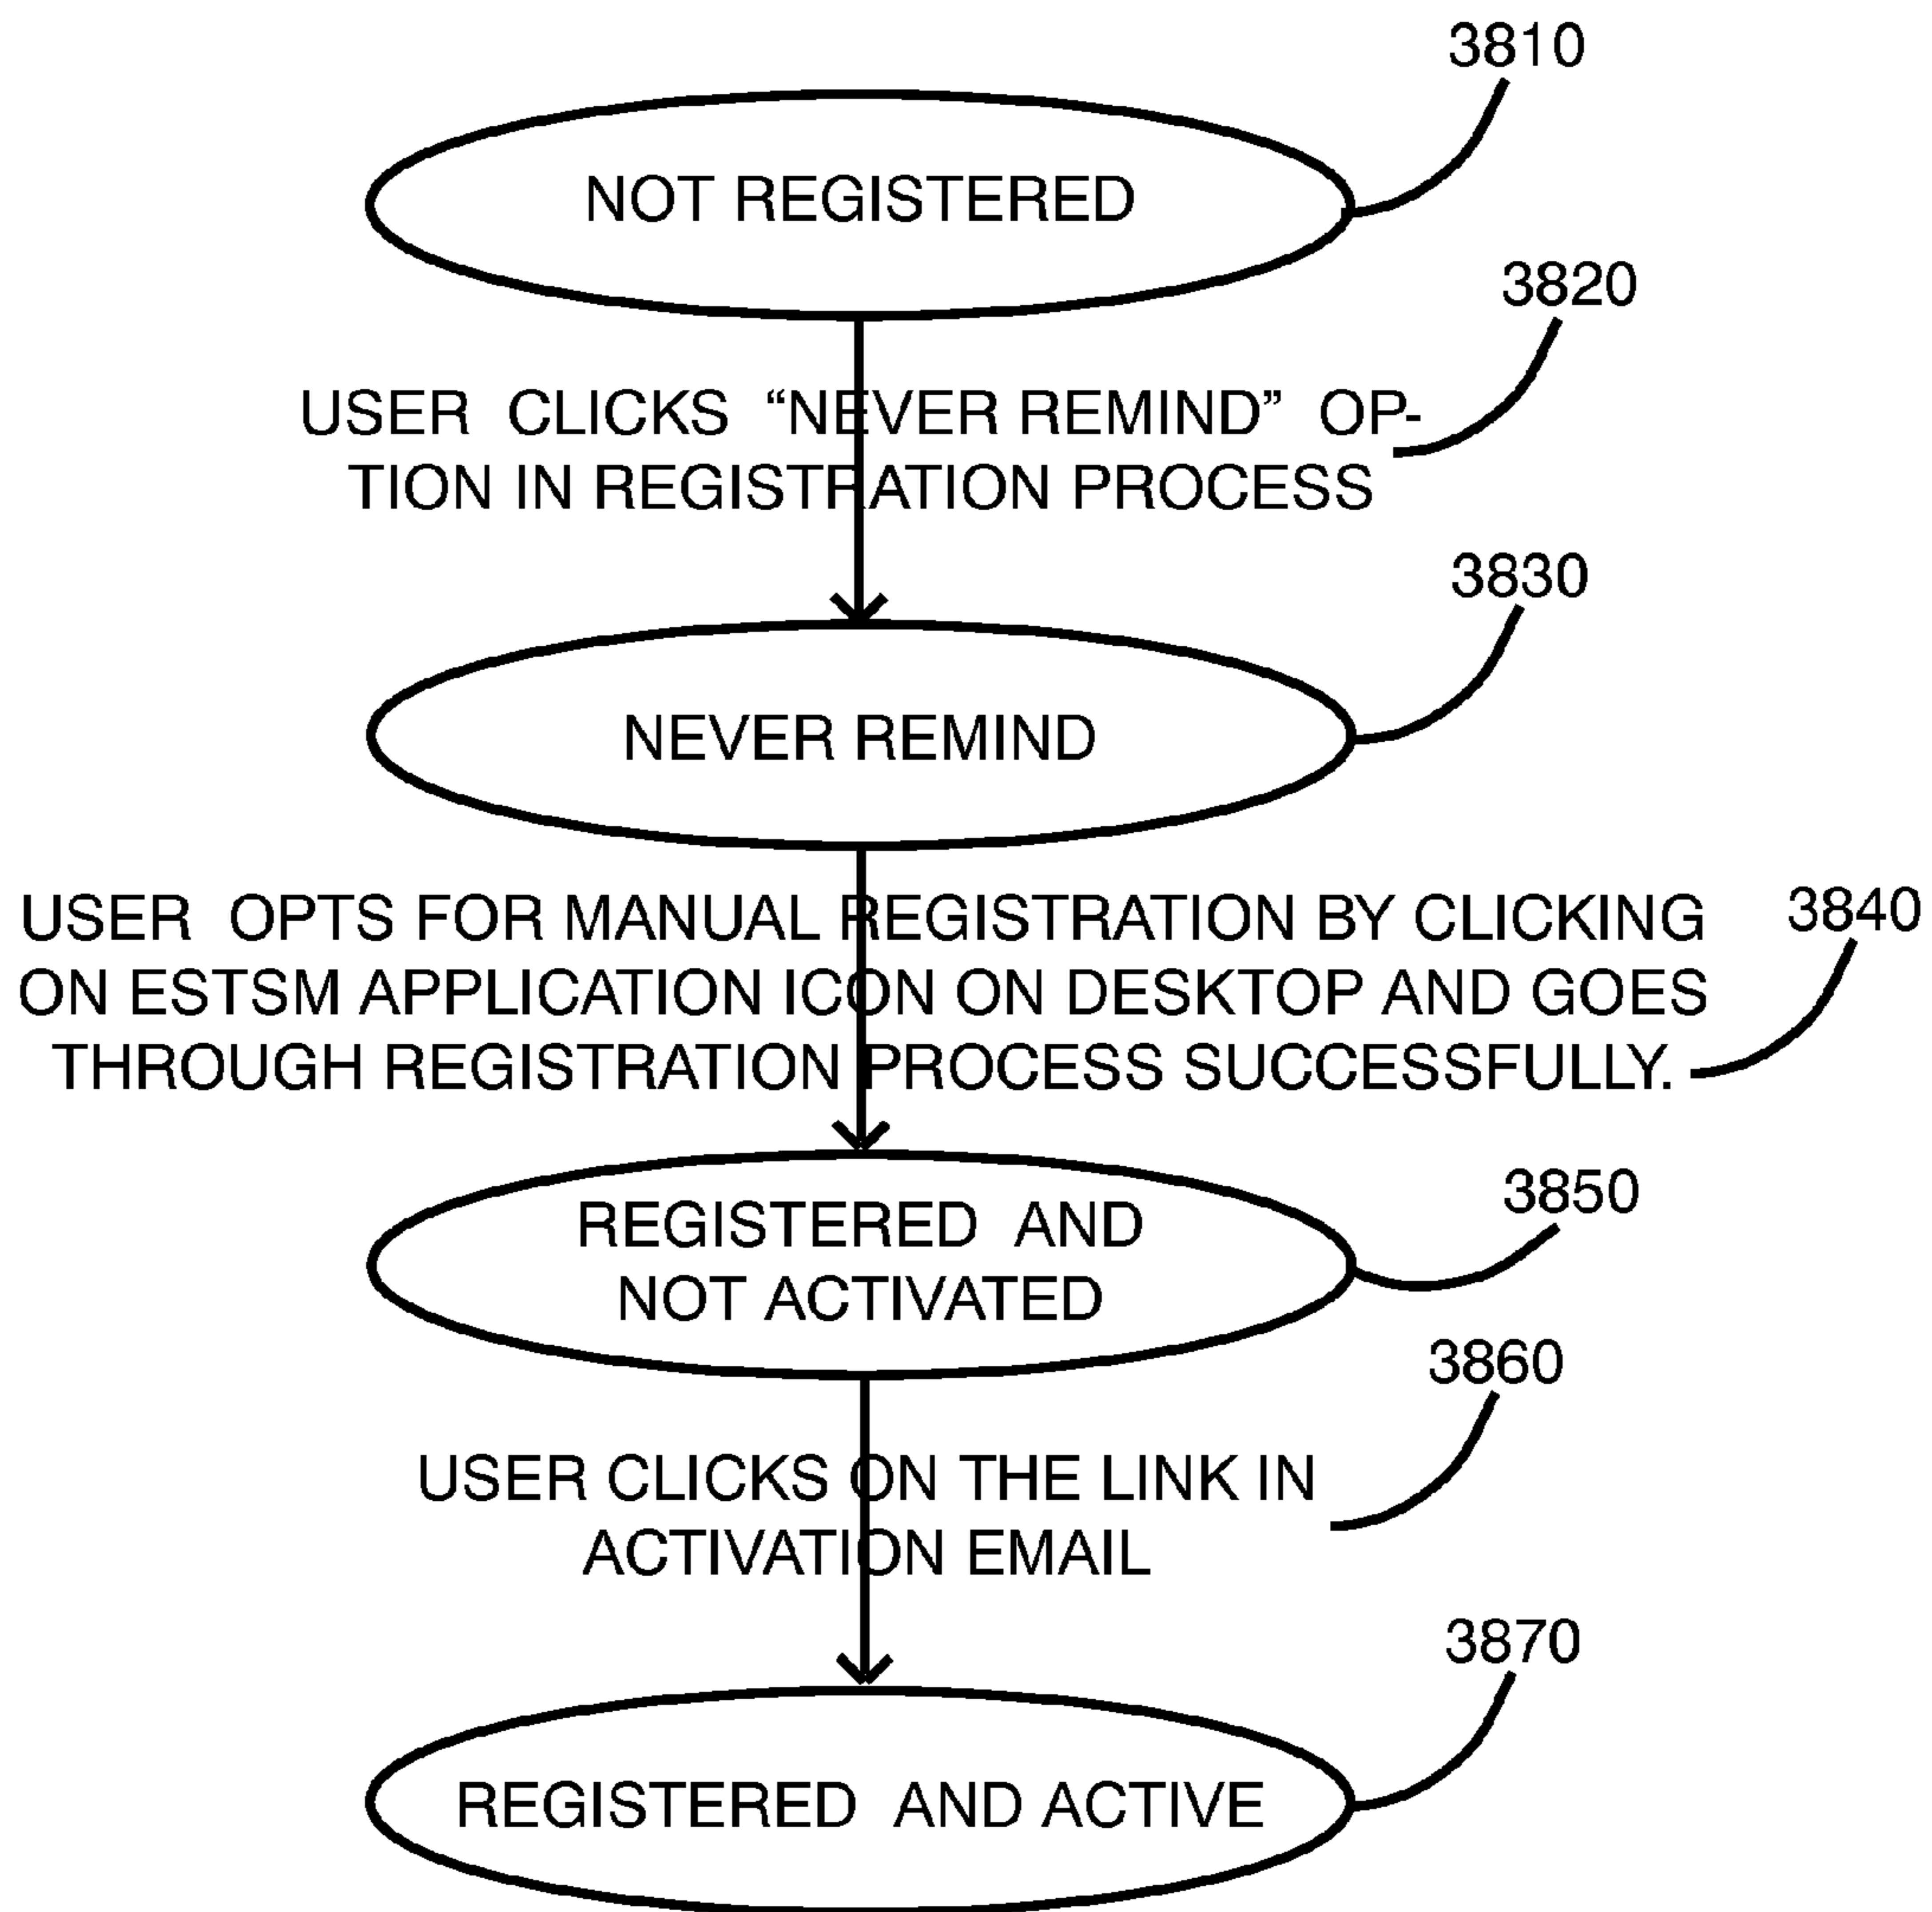 3810
NOT REGISTERED
3820
USER CLICKS “NEVER REMIND” OP-
TION IN REGISTRATION PROCESS
3830
NEVER REMIND
USER OPTS FOR MANUAL REGISTRATION BY CLICKING
3840
ON ESTSM APPLICATION ICON ON DESKTOP AND GOES
THROUGH REGISTRATION PROCESS SUCCESSFULLY.
3850
REGISTERED AND
NOT ACTIVATED
3860
USER CLICKS ON THE LINK IN
ACTIVATION EMAIL
3870
REGISTERED AND ACTIVE